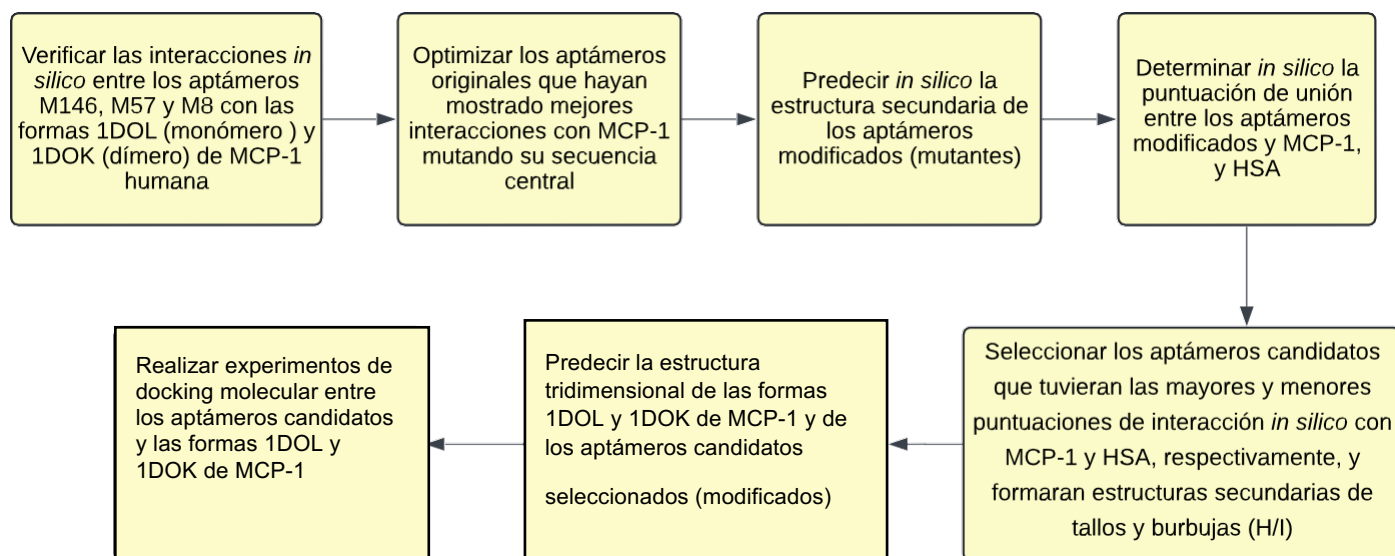 Verificar las interacciones in
silico entre los aptámeros
M146, M57 y M8 con las
formas 1DOL (monómero ) y
1DOK (dímero) de MCP-1
humana
Optimizar los aptámeros
originales que hayan
mostrado mejores
interacciones con MCP-1
mutando su secuencia
central
Predecir in silico la
estructura secundaria de
los aptámeros
modificados (mutantes)
Determinar in silico la
puntuación de unión
entre los aptámeros
modificados y MCP-1,
y HSA
Seleccionar los aptámeros candidatos
que tuvieran las mayores y menores
puntuaciones de interacción in silico con
MCP-1 y HSA, respectivamente, y
formaran estructuras secundarias de
tallos y burbujas (H/I)
Predecir la estructura
tridimensional de las formas
1DOL y 1DOK de MCP-1 y de
los aptámeros candidatos
seleccionados (modificados)
Realizar experimentos de
docking molecular entre
los aptámeros candidatos
y las formas 1DOL y
1DOK de MCP-1